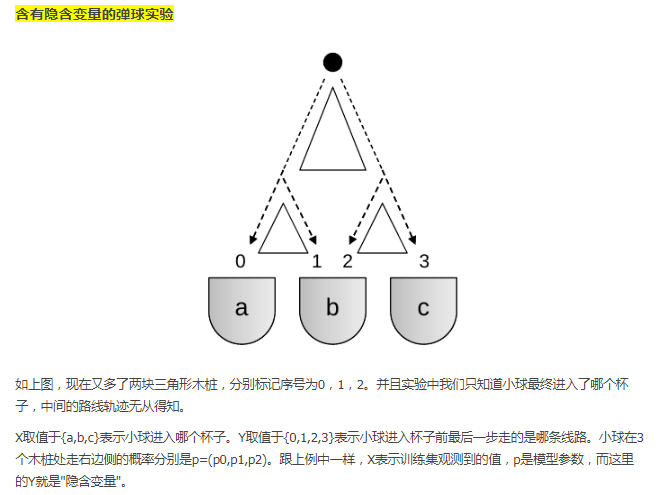 含有隐含变量的弹球实验
0 1 2 3
a b c
如上图，现在又多了两块三角形木桩，分别标记序号为0，1，2。并且实验中我们只知道小球最终进入了哪个杯
子，中间的路线轨迹无从得知。
X取值于{a,b,c}表示小球进入哪个杯子。Y取值于{0,1,2,3}表示小球进入杯子前最后一步走的是哪条线路。小球在3
个木桩处走右边侧的概率分别是p=(p0,p1,p2)。跟上例中一样，X表示训练集观测到的值，p是模型参数，而这里
的Y就是"隐含变量"。